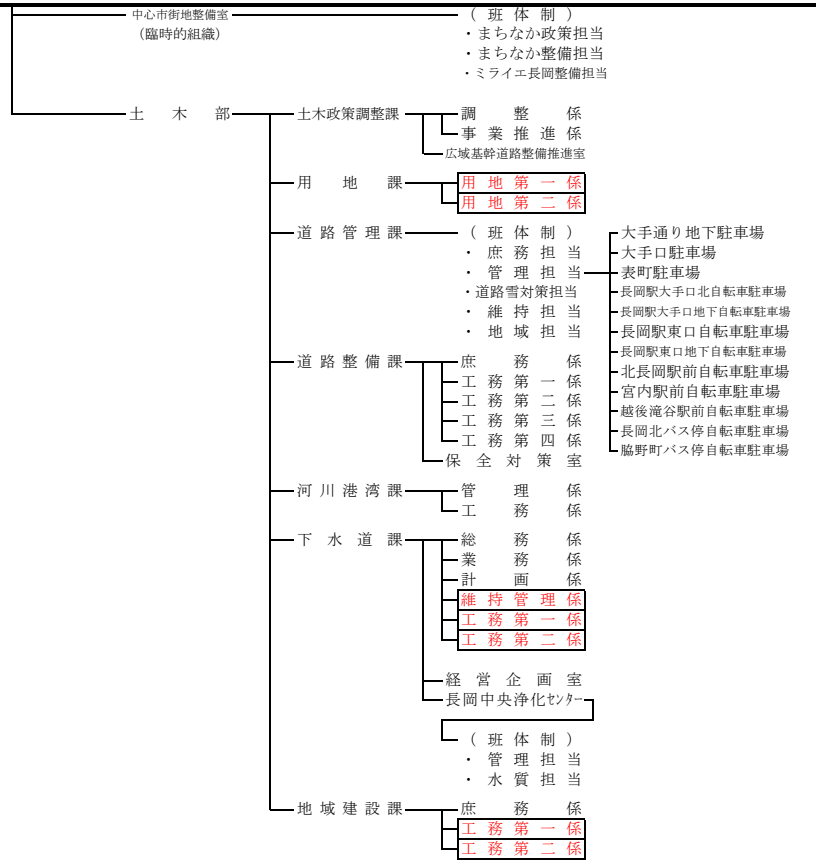 中心市街地整備室 （班体制）
（臨時的組織） ・まちなか政策担当
・まちなか整備担当
・ミライエ長岡整備担当
土木部 土木政策調整課 調整係
事業推進係
広域基幹道路整備推進室
用地課 用地第一係
用地第二係
道路管理課 （班体制） 大手通り地下駐車場
・庶務担当 大手口駐車場
・管理担当 表町駐車場
・道路雪対策担当 長岡駅大手口北自転車駐車場
・維持担当 長岡駅大手口地下自転車駐車場
・地域担当 長岡駅東口自転車駐車場
長岡駅東口地下自転車駐車場
道路整備課 庶務係 北長岡駅前自転車駐車場
工務第一係 宮内駅前自転車駐車場
工務第二係 越後滝谷駅前自転車駐車場
工務第三係 長岡北バス停自転車駐車場
工務第四係 脇野町バス停自転車駐車場
保全対策室
河川港湾課 管理係
工務係
下水道課 総務係
業務係
計画係
維持管理係
工務第一係
工務第二係
経営企画室
長岡中央浄化ｾﾝﾀｰ
（班体制）
・管理担当
・水質担当
地域建設課 庶務係
工務第一係
工務第二係